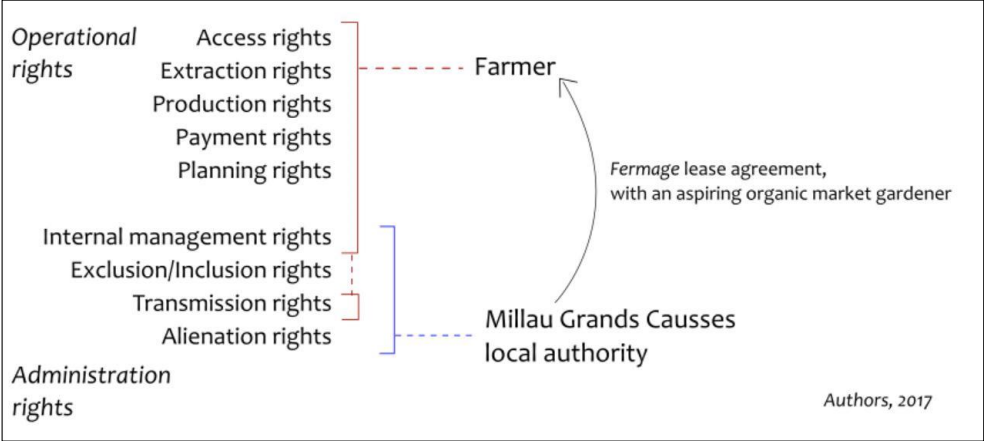 Operational
rights
Access rights
Extraction rights
Production rights
Payment rights
Planning rights
Internal management rights
Exclusion/Inclusion rights
Transmission rights
Alienation rights
Administration
rights
Farmer
Fermage lease agreement,
with an aspiring organic market gardener
Millau Grands Causses
local authority
Authors, 2017